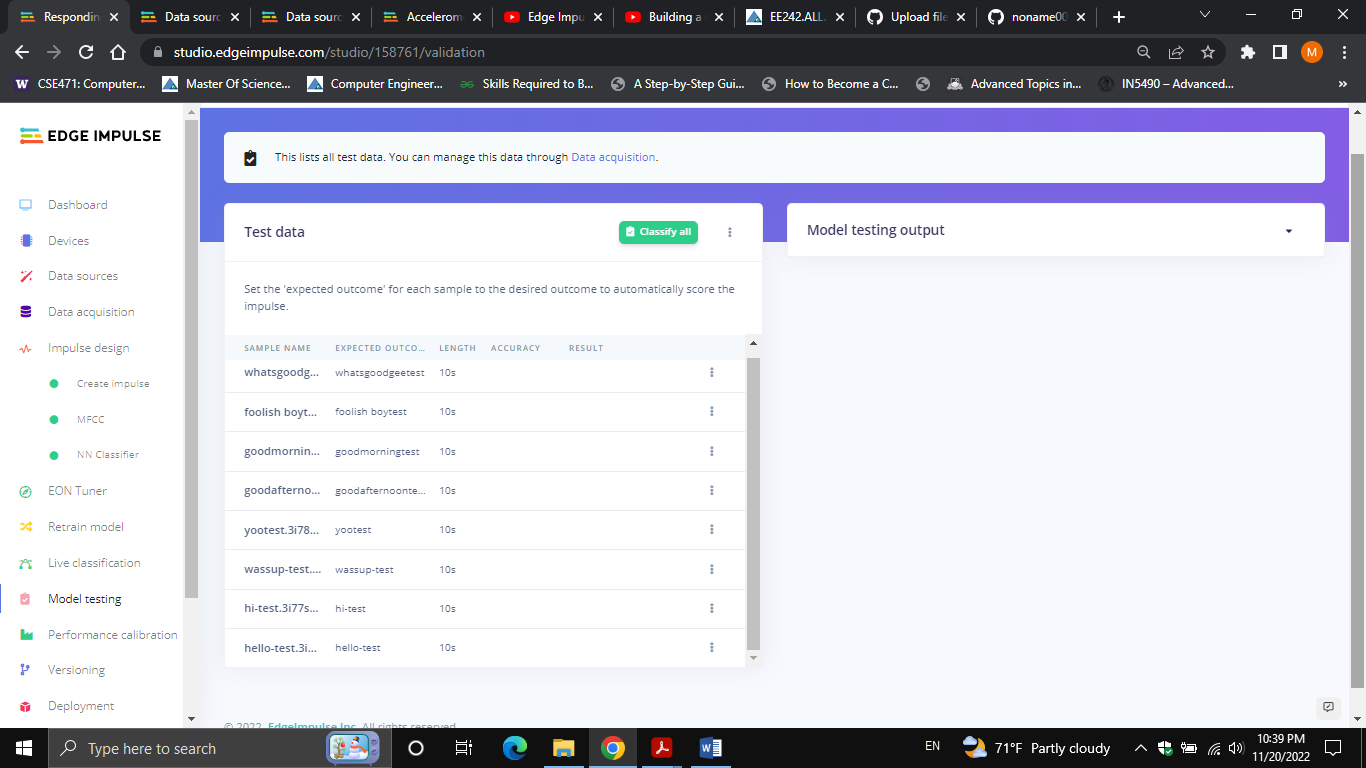 Respondin
Data sourc
Data sourc
Accelerom
Edge Impu
Building a
EE242.ALL.
Upload file
noname00
studio.edgeimpulse.com/studio/158761/validation
M
CSE471: Computer...
Master Of Science...
Computer Engineer...
Skills Required to B...
A Step-by-Step Gui...
How to Become a C...
Advanced Topics in...
IN5490 – Advanced...
»
EDGE IMPULSE
Dashboard
Devices
Data sources
Data acquisition
Impulse design
Create impulse
MFCC
NN Classifier
EON Tuner
Retrain model
Live classification
Model testing
Performance calibration
Versioning
Deployment
This lists all test data. You can manage this data through Data acquisition.
Test data
Classify all
Set the 'expected outcome' for each sample to the desired outcome to automatically score the
impulse.
SAMPLE NAME EXPECTED OUTCO... LENGTH ACCURACY RESULT
whatsgoodg... whatsgoodgeetest 10s
foolish boyt... foolish boytest 10s
goodmornin... goodmorningtest 10s
goodafterno... goodafternoonte... 10s
yootest.3i78... yootest 10s
wassup-test.... wassup-test 10s
hi-test.3i77s... hi-test 10s
hello-test.3i... hello-test 10s
Model testing output
© 2022 EdgeImpulse Inc. All rights reserved
Type here to search
EN
71°F Partly cloudy
10:39 PM
11/20/2022